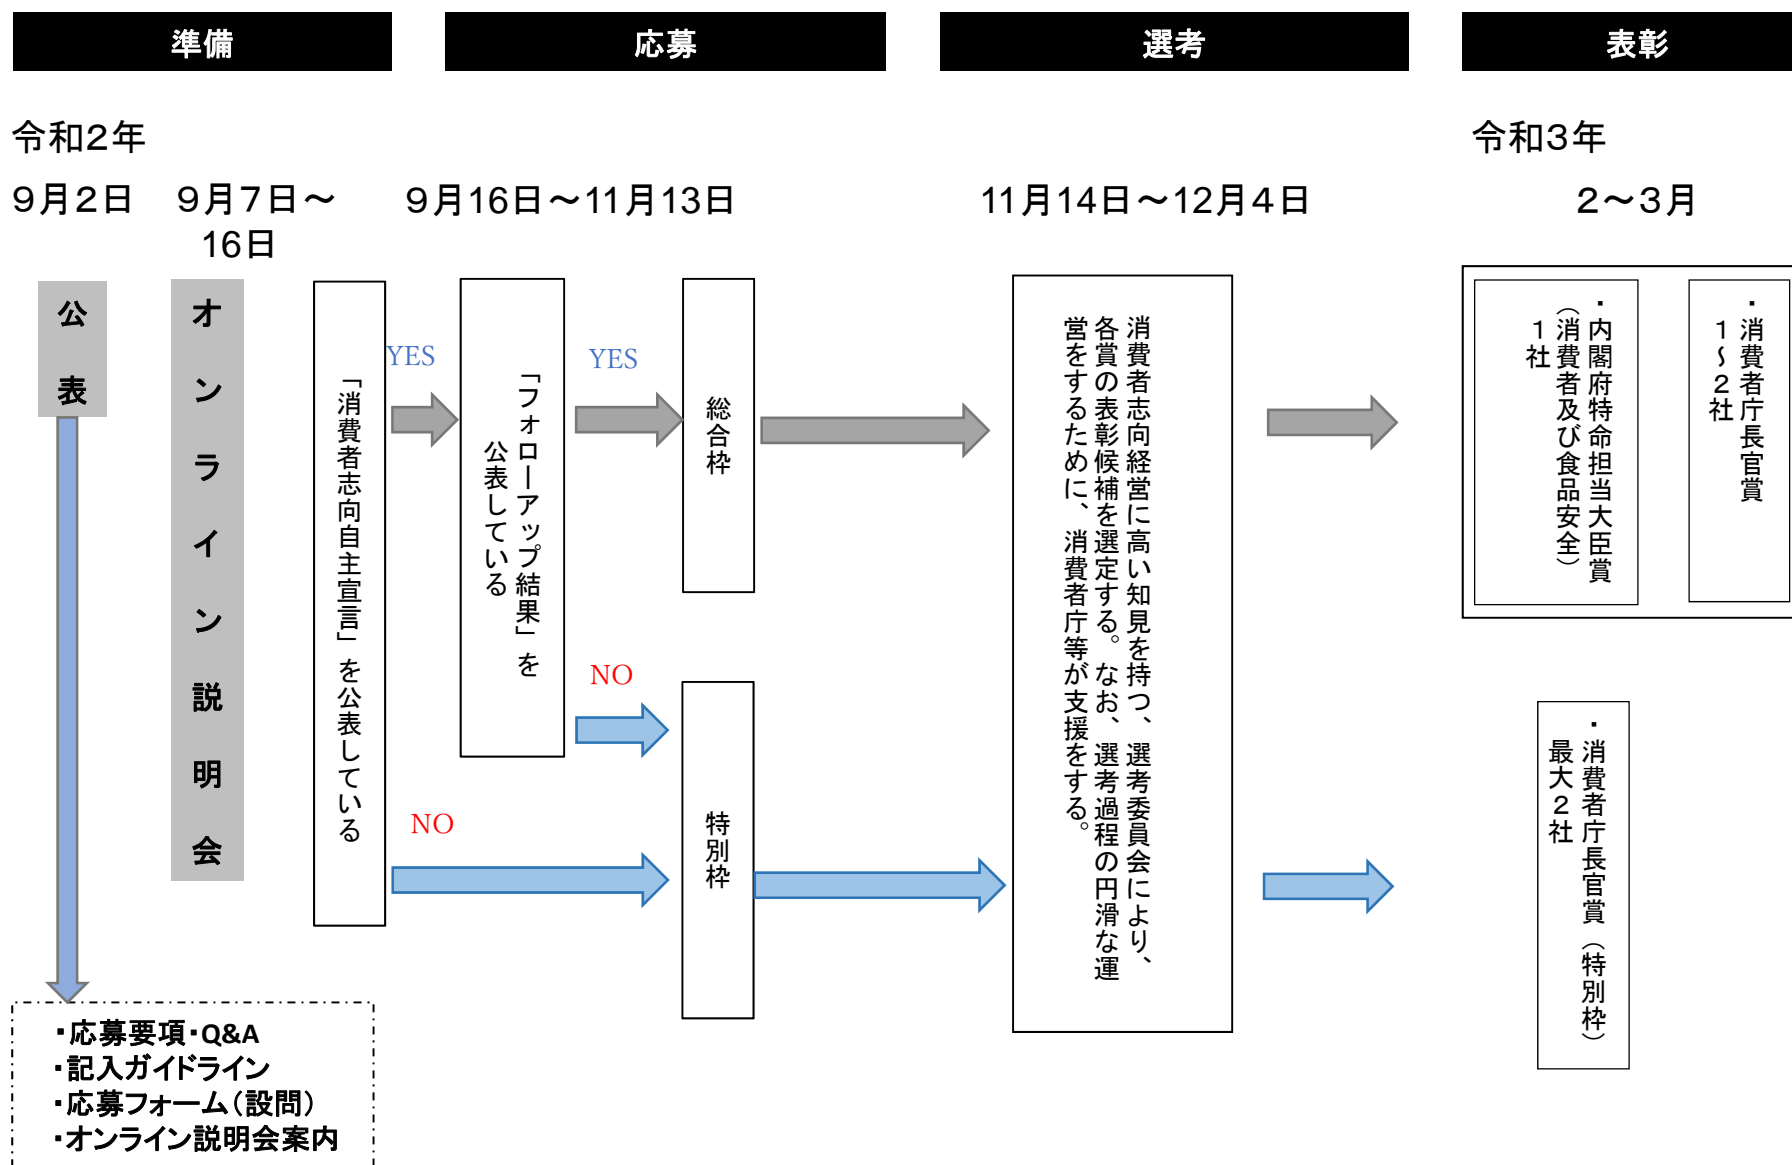 準備
応募
選考
表彰
令和2年
令和3年
9月2日
9月7日～
16日
9月16日～11月13日
11月14日～12月4日
2～3月
公表
オンライン説明会
「消費者志向自主宣言」を公表している
YES
NO
「フォローアップ結果」を
公表している
YES
NO
総合枠
特別枠
消費者志向経営に高い知見を持つ、選考委員会により、
各賞の表彰候補を選定する。なお、選考過程の円滑な運
営をするために、消費者庁等が支援をする。
・内閣府特命担当大臣賞
（消費者及び食品安全）
1社
・消費者庁長官賞
1～2社
・消費者庁長官賞（特別枠）
最大2社
・応募要項・Q&A
・記入ガイドライン
・応募フォーム（設問）
・オンライン説明会案内